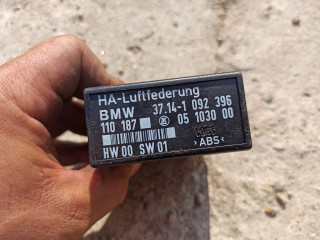 HA-Luftfederung
BMW 37.14-1 092 396
110 187 05 1030 00
HW 00 SW 01 >ABS<